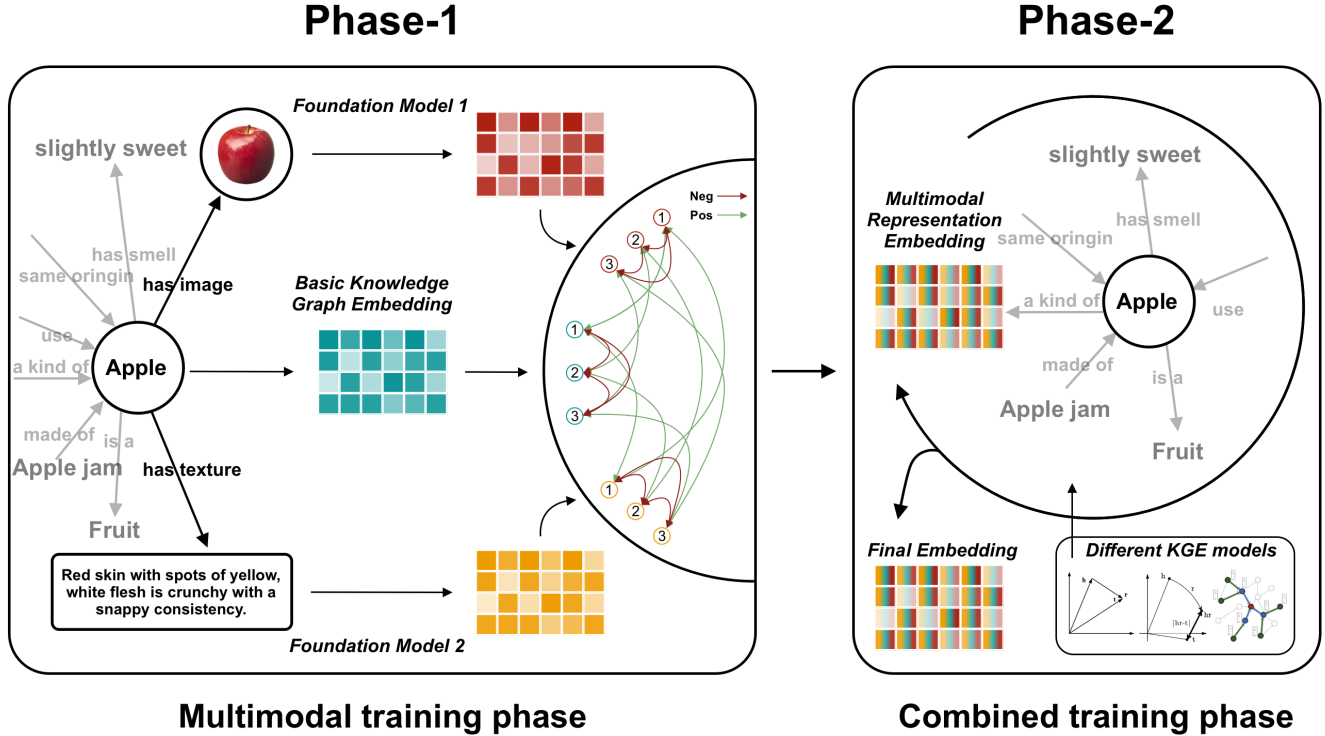 Phase-1
Phase-2
Foundation Model 1
slightly sweet
has smell
same oringin
has image
use
a kind of
Apple
made of
is a
Apple jam
has texture
Fruit
Red skin with spots of yellow,
white flesh is crunchy with a
snappy consistency.
Basic Knowledge
Graph Embedding
Foundation Model 2
Neg
Pos
1
2
3
1
2
3
1
2
3
slightly sweet
Multimodal
Representation
Embedding
has smell
same oringin
a kind of
Apple
use
made of
is a
Apple jam
Fruit
Final Embedding
Different KGE models
h
r
t
h
r
hr
|hr-t|
t
Multimodal training phase
Combined training phase